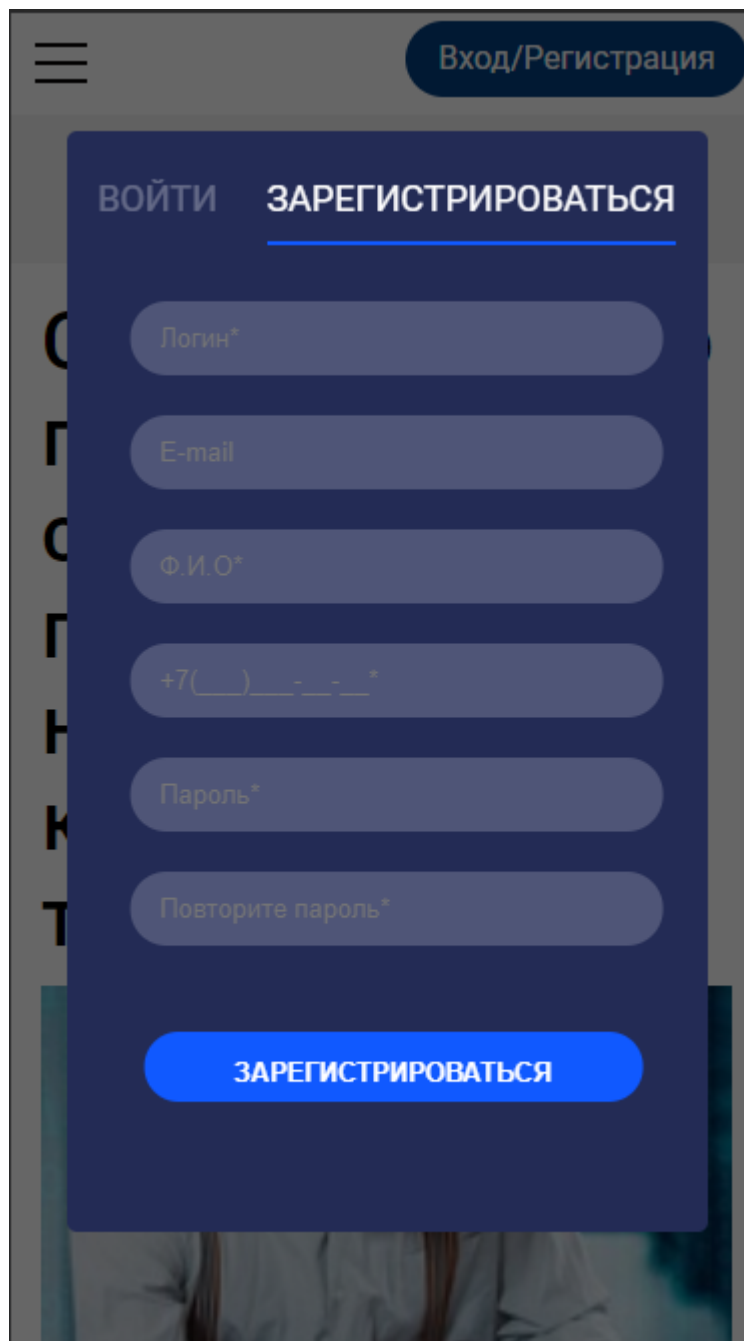 Вход/Регистрация
ВОЙТИ ЗАРЕГИСТРИРОВАТЬСЯ
Логин*
E-mail
Ф.И.О*
+7(___)___-__-__*
Пароль*
Повторите пароль*
ЗАРЕГИСТРИРОВАТЬСЯ